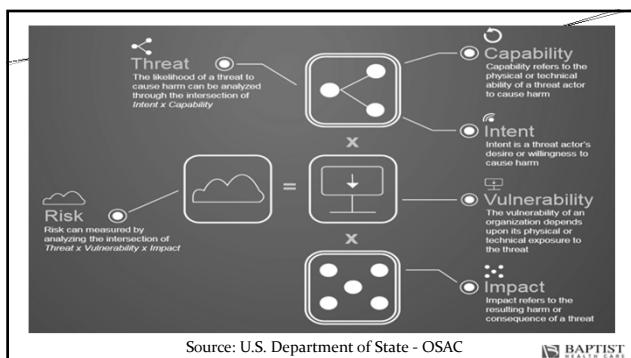 Threat
The likelihood of a threat to
cause harm can be analyzed
through the intersection of
Intent x Capability
Capability
Capability refers to the
physical or technical
ability of a threat actor
to cause harm
x
Intent
Intent is a threat actor's
desire or willingness to
cause harm
Risk
Risk can measured by
analyzing the intersection of
Threat x Vulnerability x Impact
=
Vulnerability
The vulnerability of an
organization depends
upon its physical or
technical exposure to
the threat
x
Impact
Impact refers to the
resulting harm or
consequence of a threat
Source: U.S. Department of State - OSAC
BAPTIST
HEALTH CARE